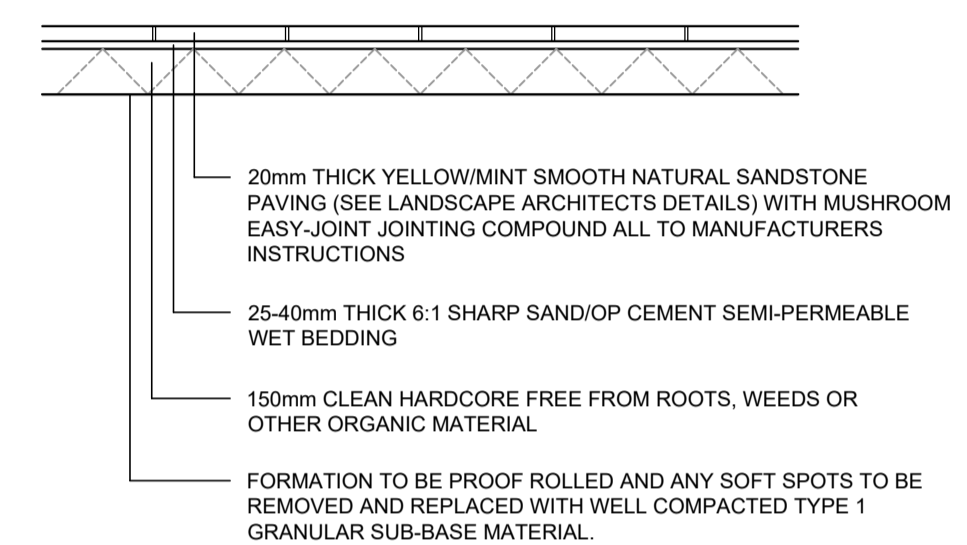 20mm THICK YELLOW/MINT SMOOTH NATURAL SANDSTONE
PAVING (SEE LANDSCAPE ARCHITECTS DETAILS) WITH MUSHROOM
EASY-JOINT JOINTING COMPOUND ALL TO MANUFACTURERS
INSTRUCTIONS
25-40mm THICK 6:1 SHARP SAND/OP CEMENT SEMI-PERMEABLE
WET BEDDING
150mm CLEAN HARDCORE FREE FROM ROOTS, WEEDS OR
OTHER ORGANIC MATERIAL
FORMATION TO BE PROOF ROLLED AND ANY SOFT SPOTS TO BE
REMOVED AND REPLACED WITH WELL COMPACTED TYPE 1
GRANULAR SUB-BASE MATERIAL.